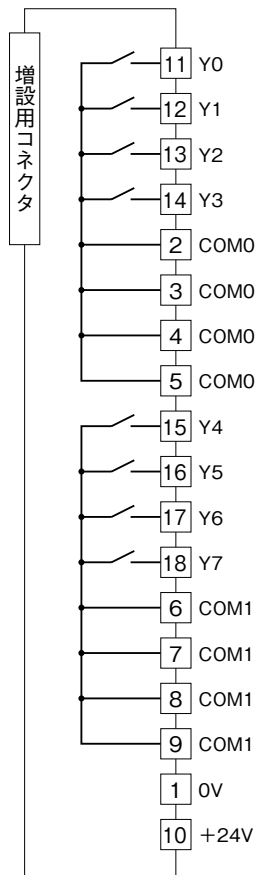 増設用コネクタ
11 Y0
12 Y1
13 Y2
14 Y3
2 COM0
3 COM0
4 COM0
5 COM0
15 Y4
16 Y5
17 Y6
18 Y7
6 COM1
7 COM1
8 COM1
9 COM1
1 0V
10 +24V